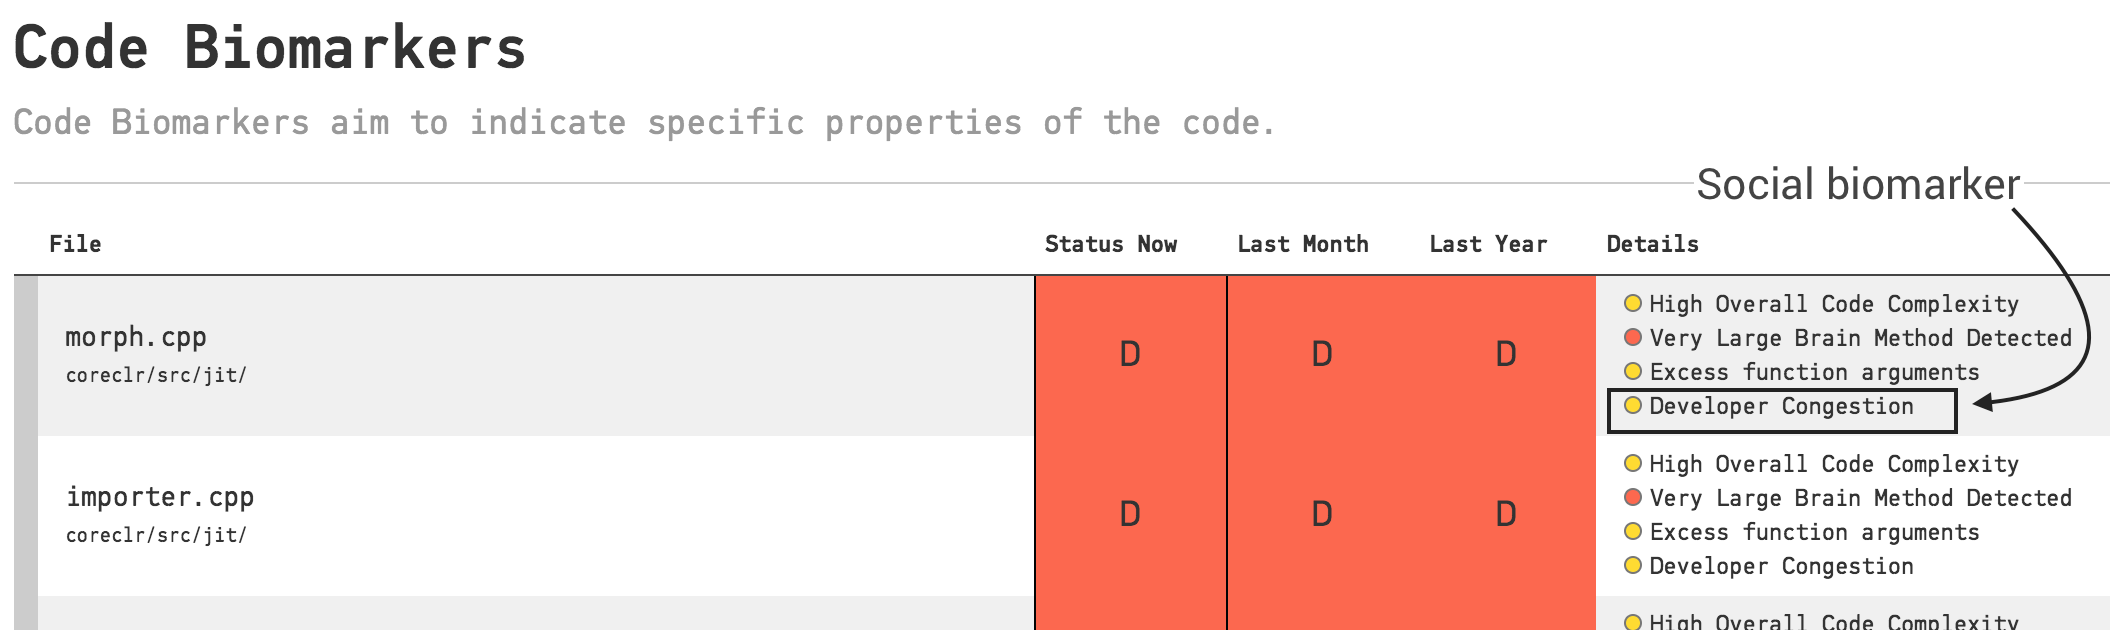 Code Biomarkers
Code Biomarkers aim to indicate specific properties of the code.
Social biomarker
File Status Now Last Month Last Year Details
morph.cpp
coreclr/src/jit/
D D D
High Overall Code Complexity
Very Large Brain Method Detected
Excess function arguments
Developer Congestion
importer.cpp
coreclr/src/jit/
D D D
High Overall Code Complexity
Very Large Brain Method Detected
Excess function arguments
Developer Congestion
High Overall Code Complexity